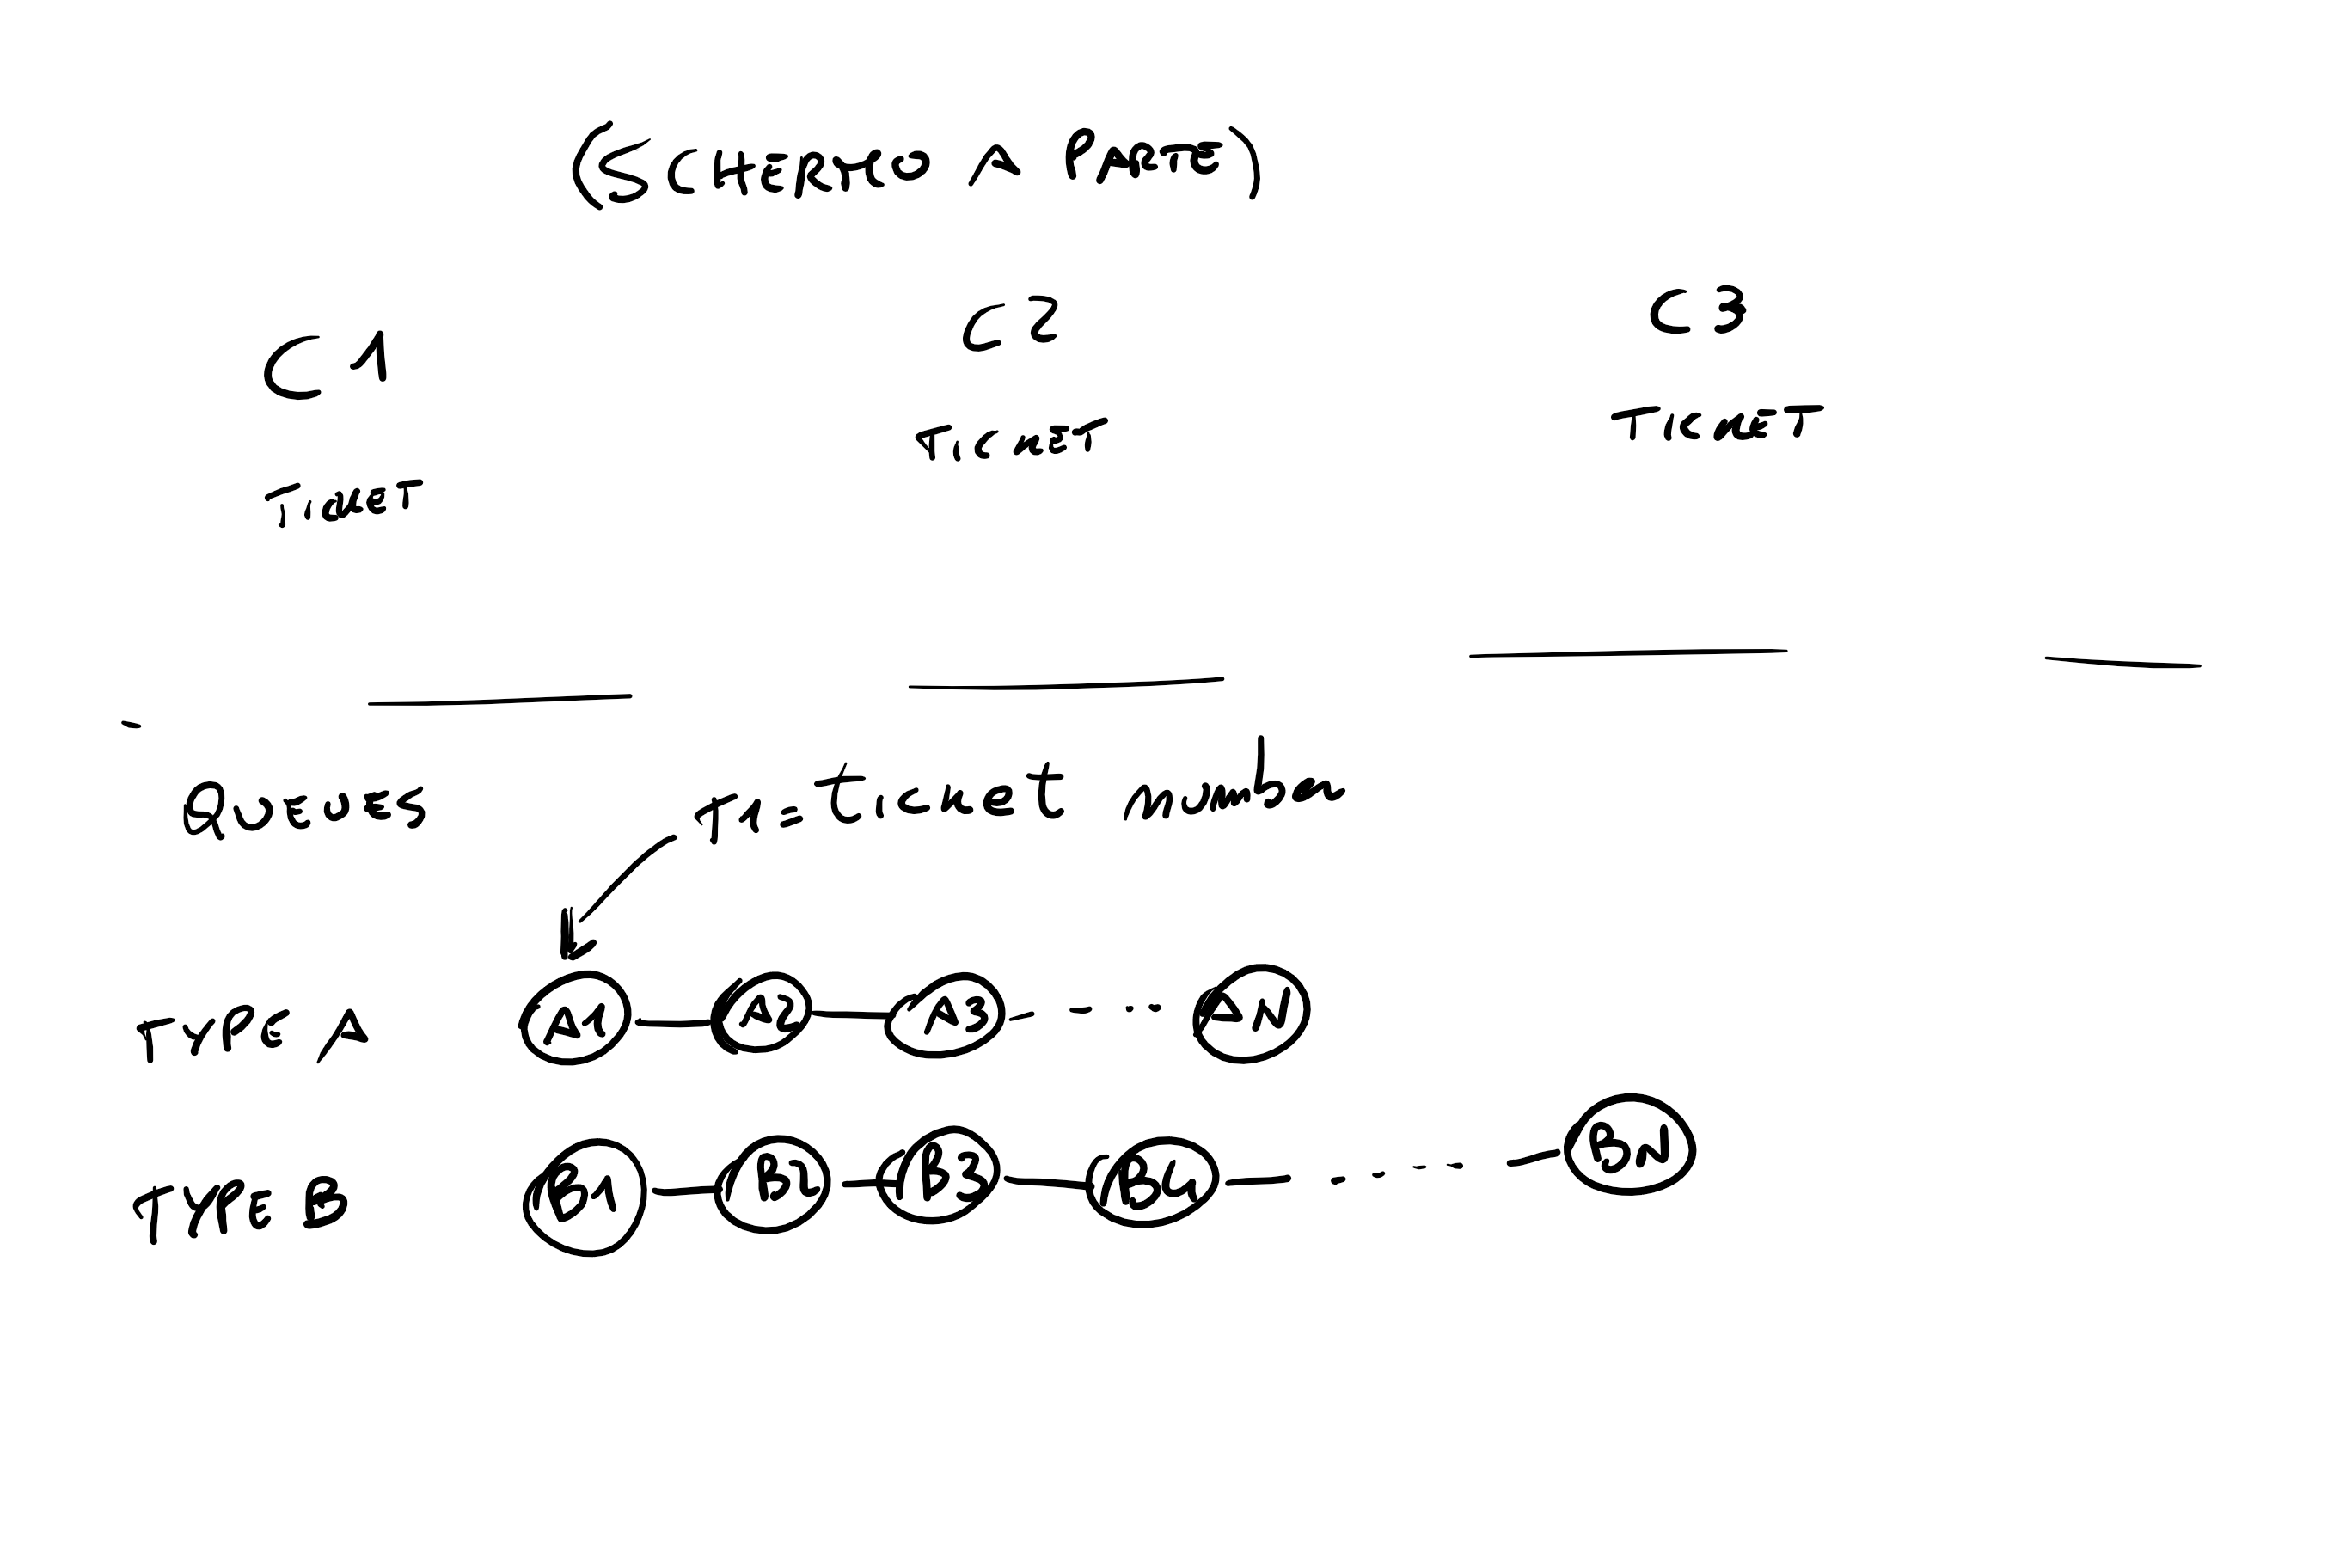 (SCHERMO A PARTE)
C1 C2 C3
TICKET TICKET TICKET
QUEUES
TN = ticket number
TYPE A A1 A2 A3 AN
TYPE B B1 B2 B3 B4 BN